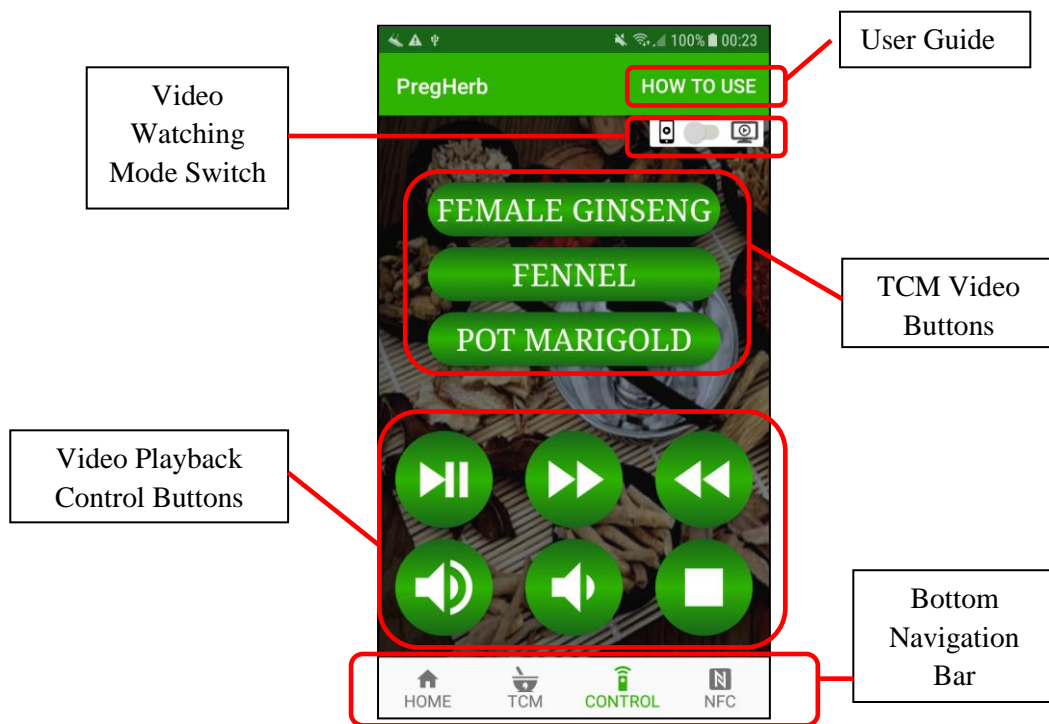 User Guide
100% 00:23
PregHerb HOW TO USE
Video
Watching
Mode Switch
FEMALE GINSENG
FENNEL
POT MARIGOLD
TCM Video
Buttons
Video Playback
Control Buttons
Bottom
Navigation
Bar
HOME TCM CONTROL NFC